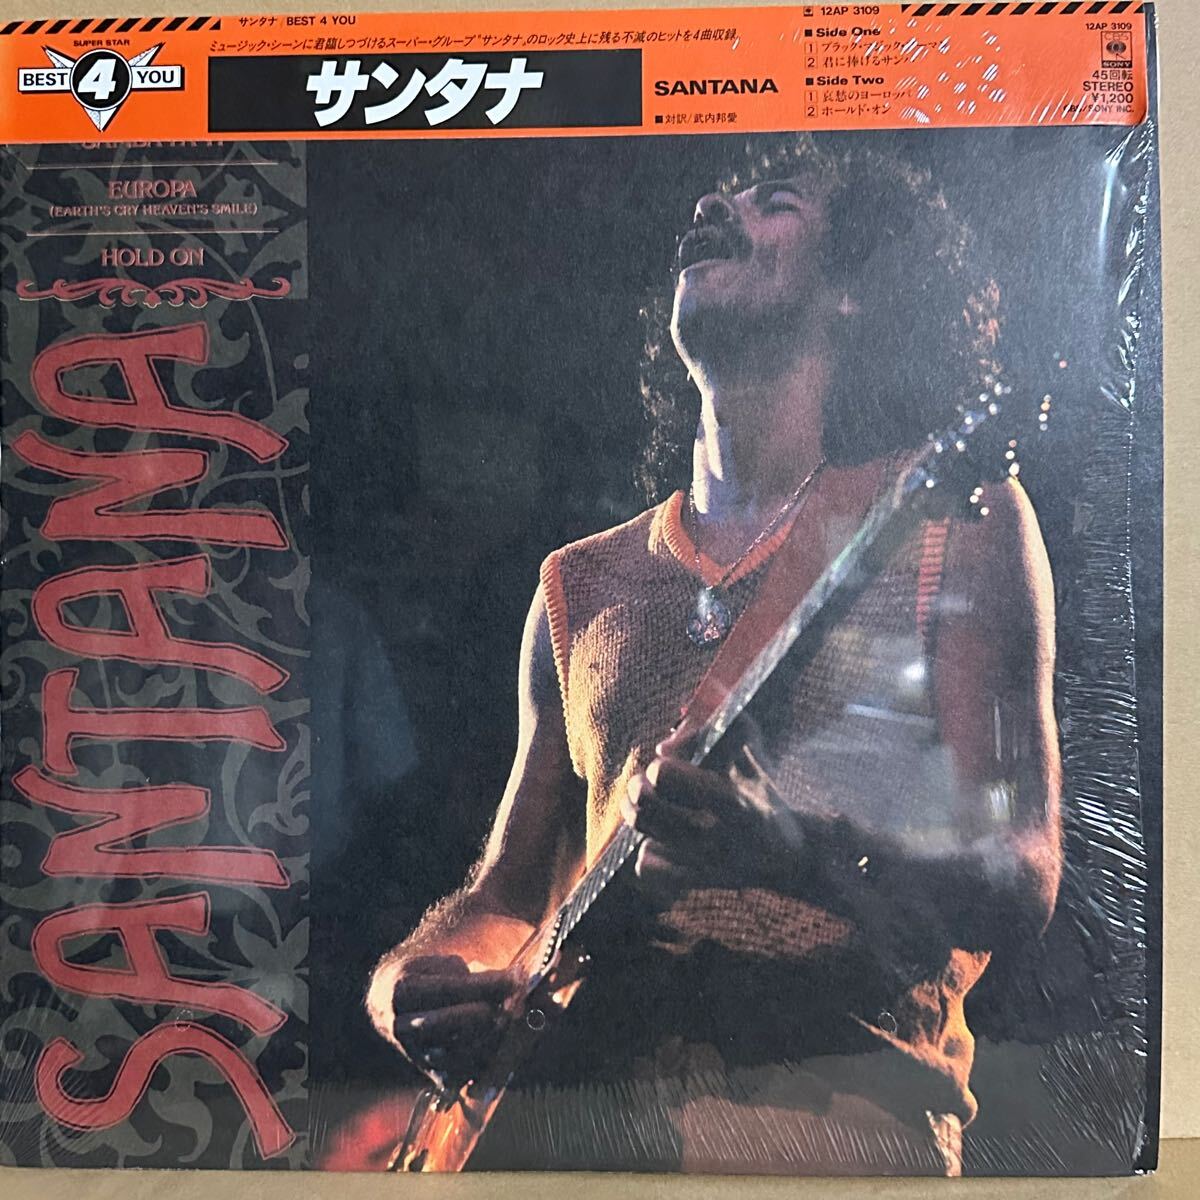 サンタナ/BEST 4 YOU
ミュージック・シーンに君臨しつづけるスーパー・グループ"サンタナ"のロック史上に残る不滅のヒットを4曲収録。
SUPER STAR
BEST 4 YOU
サンタナ
SANTANA
■対訳/武内邦愛
12AP 3109
■Side One
1 ブラック・マジック・ウーマン
2 君に捧げるサンバ
■Side Two
1 哀愁のヨーロッパ
2 ホールド・オン
12AP 3109
CBS
SONY
45回転
STEREO
¥1,200
CBS/SONY INC.
EUROPA
(EARTH'S CRY HEAVEN'S SMILE)
HOLD ON
SANTANA